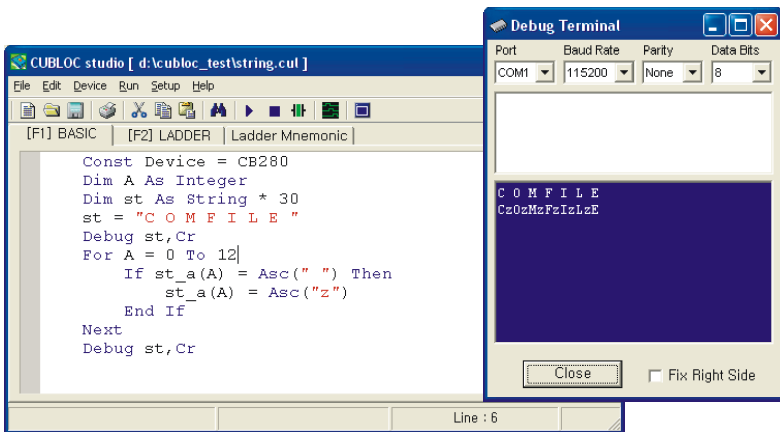 CUBLOC studio [ d:\cubloc_test\string.cul ]
File Edit Device Run Setup Help
[F1] BASIC [F2] LADDER Ladder Mnemonic
Const Device = CB280
Dim A As Integer
Dim st As String * 30
st = "C O M F I L E "
Debug st,Cr
For A = 0 To 12
If st_a(A) = Asc(" ") Then
st_a(A) = Asc("z")
End If
Next
Debug st,Cr
Line : 6
Debug Terminal
Port Baud Rate Parity Data Bits
COM1 115200 None 8
C O M F I L E
CzOzMzFzIzLzE
Close Fix Right Side